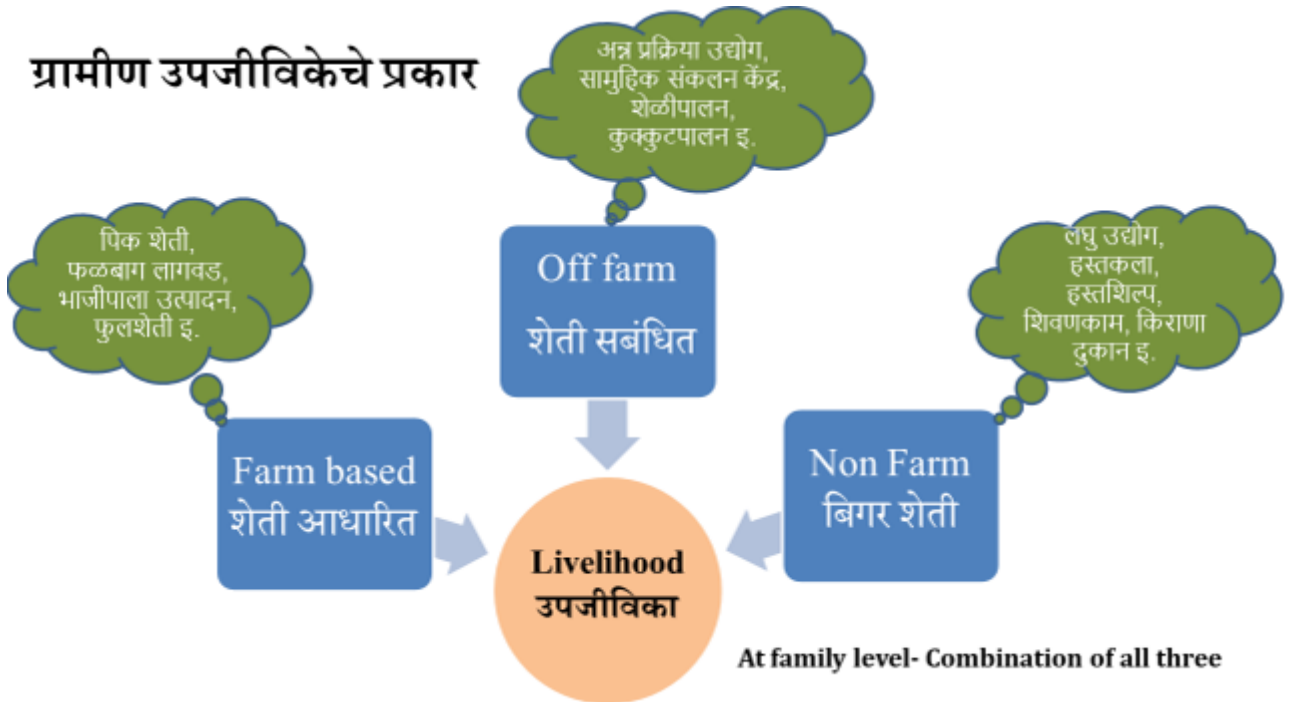 ग्रामीण उपजीविकेचे प्रकार
अन्न प्रक्रिया उद्योग,
सामुहिक संकलन केंद्र,
शेळीपालन,
कुक्कुटपालन इ.
पिक शेती,
फळबाग लागवड,
भाजीपाला उत्पादन,
फुलशेती इ.
Off farm
शेती सबंधित
लघु उद्योग,
हस्तकला,
हस्तशिल्प,
शिवणकाम, किराणा
दुकान इ.
Farm based
शेती आधारित
Non Farm
बिगर शेती
Livelihood
उपजीविका
At family level- Combination of all three